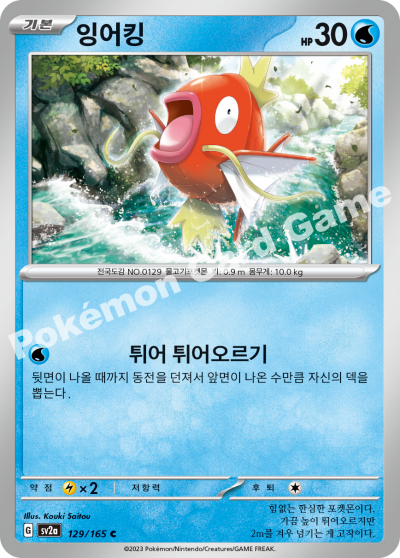 기본 잉어킹 HP 30
전국도감 NO.0129 물고기포켓몬 키: 0.9 m 몸무게: 10.0 kg
Pokémon Card Game
튀어 튀어오르기
뒷면이 나올 때까지 동전을 던져서 앞면이 나온 수만큼 자신의 덱을
뽑는다.
약점 ×2 저항력 후퇴
Illus. Kouki Saitou
G sv2a 129/165 C
힘없는 한심한 포켓몬이다.
가끔 높이 튀어오르지만
2m를 겨우 넘기는 게 고작이다.
©2023 Pokémon/Nintendo/Creatures/GAME FREAK.